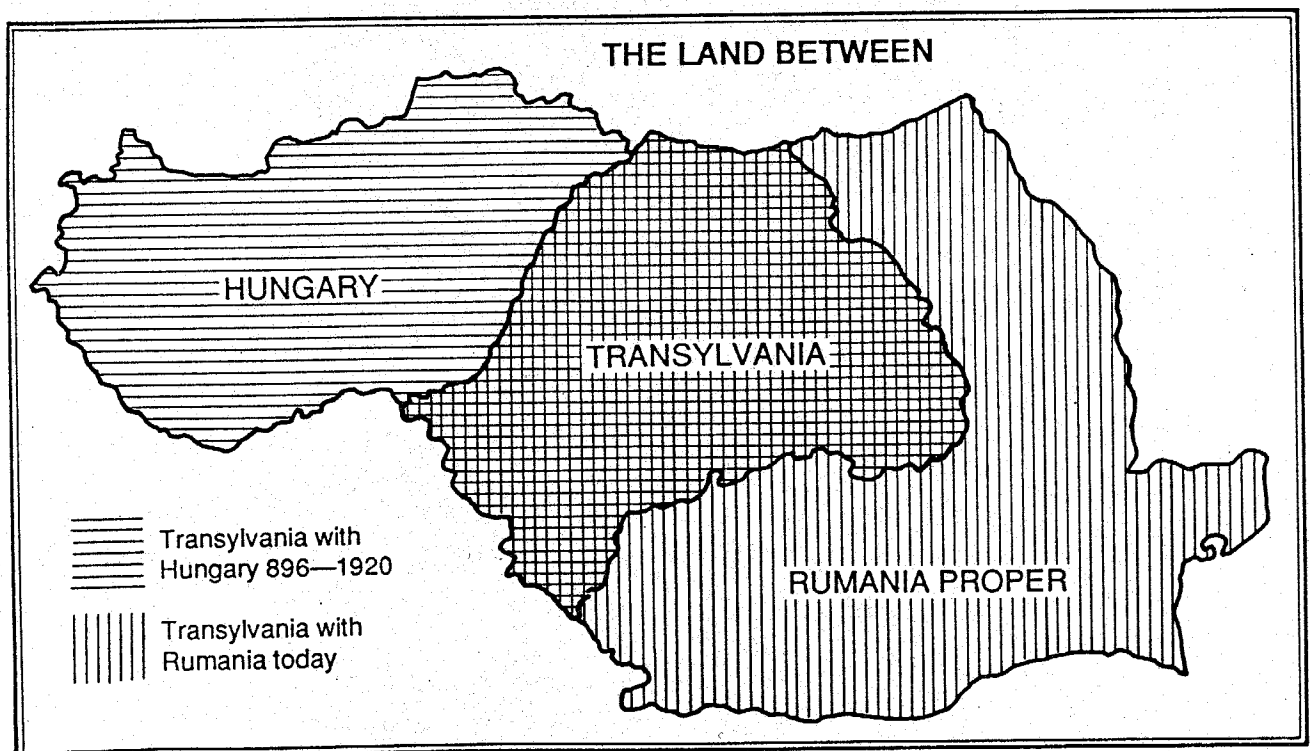 THE LAND BETWEEN
HUNGARY
TRANSYLVANIA
RUMANIA PROPER
Transylvania with
Hungary 896—1920
Transylvania with
Rumania today